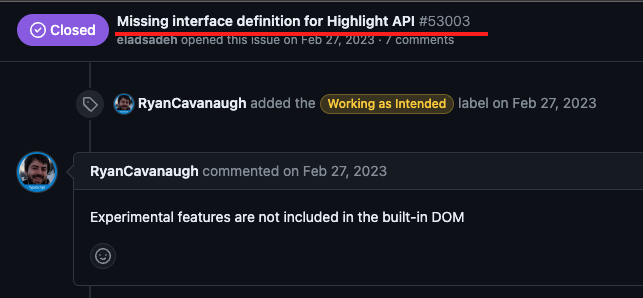 Closed
Missing interface definition for Highlight API #53003
eladsadeh opened this issue on Feb 27, 2023 · 7 comments
RyanCavanaugh added the Working as Intended label on Feb 27, 2023
RyanCavanaugh commented on Feb 27, 2023
Experimental features are not included in the built-in DOM